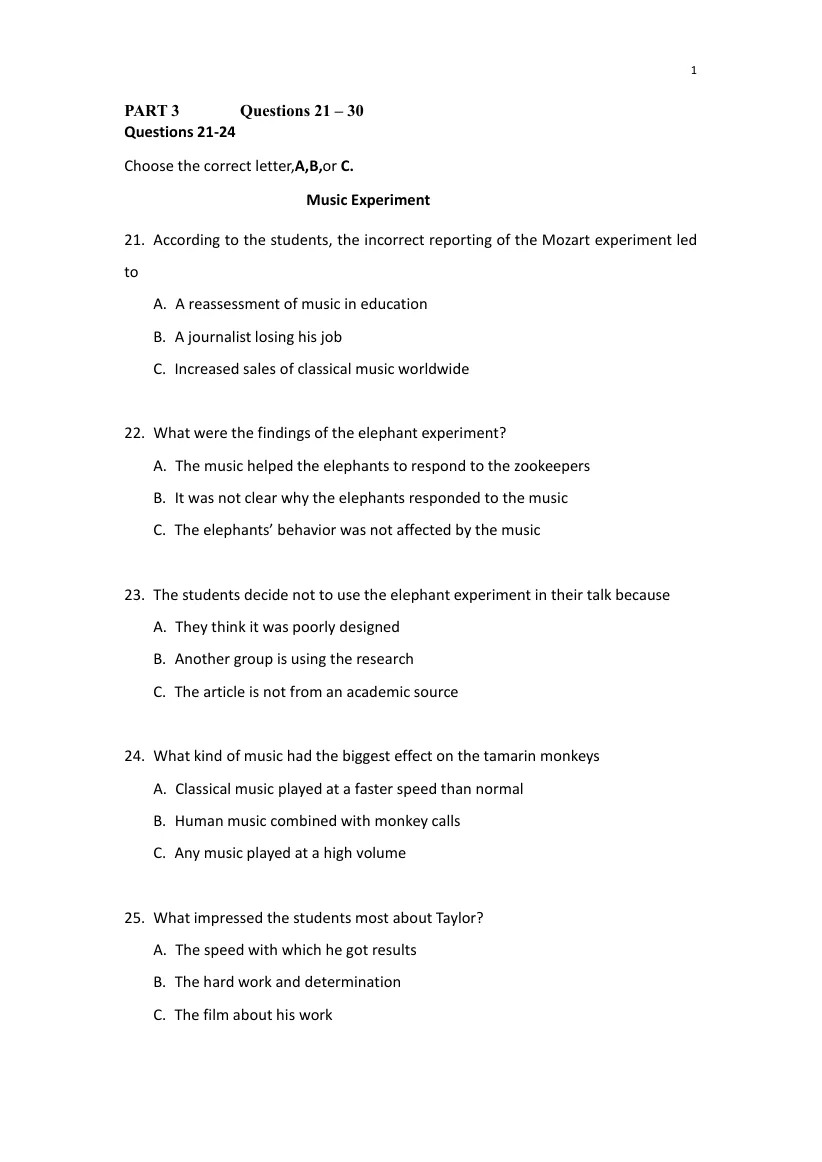 1
PART 3 Questions 21 – 30
Questions 21-24
Choose the correct letter,A,B,or C.
Music Experiment
21. According to the students, the incorrect reporting of the Mozart experiment led
to
A. A reassessment of music in education
B. A journalist losing his job
C. Increased sales of classical music worldwide
22. What were the findings of the elephant experiment?
A. The music helped the elephants to respond to the zookeepers
B. It was not clear why the elephants responded to the music
C. The elephants’ behavior was not affected by the music
23. The students decide not to use the elephant experiment in their talk because
A. They think it was poorly designed
B. Another group is using the research
C. The article is not from an academic source
24. What kind of music had the biggest effect on the tamarin monkeys
A. Classical music played at a faster speed than normal
B. Human music combined with monkey calls
C. Any music played at a high volume
25. What impressed the students most about Taylor?
A. The speed with which he got results
B. The hard work and determination
C. The film about his work